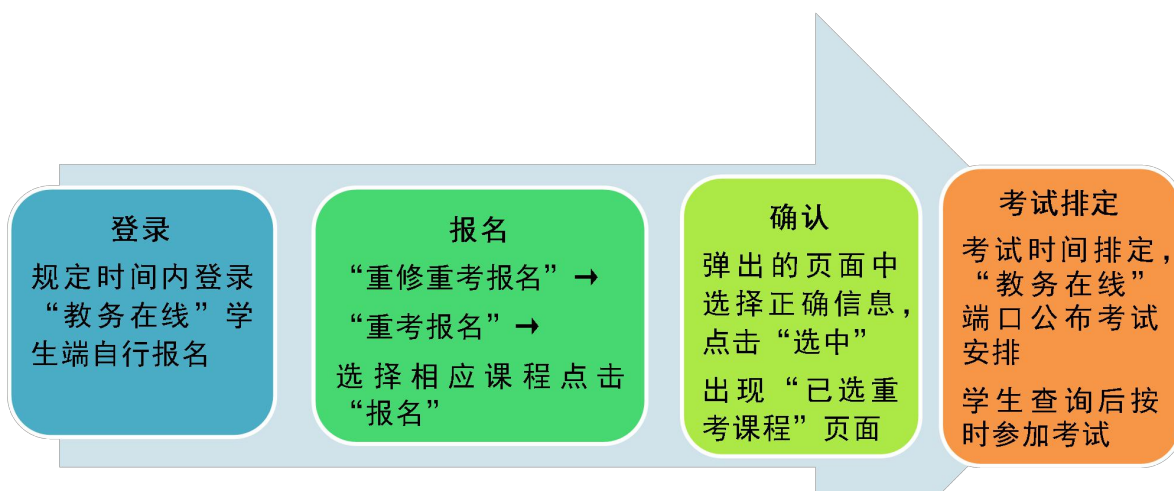 登录
规定时间内登录
“教务在线”学
生端自行报名
报名
“重修重考报名”→
“重考报名”→
选择相应课程点击
“报名”
确认
弹出的页面中
选择正确信息，
点击“选中”
出现“已选重
考课程”页面
考试排定
考试时间排定，
“教务在线”
端口公布考试
安排
学生查询后按
时参加考试